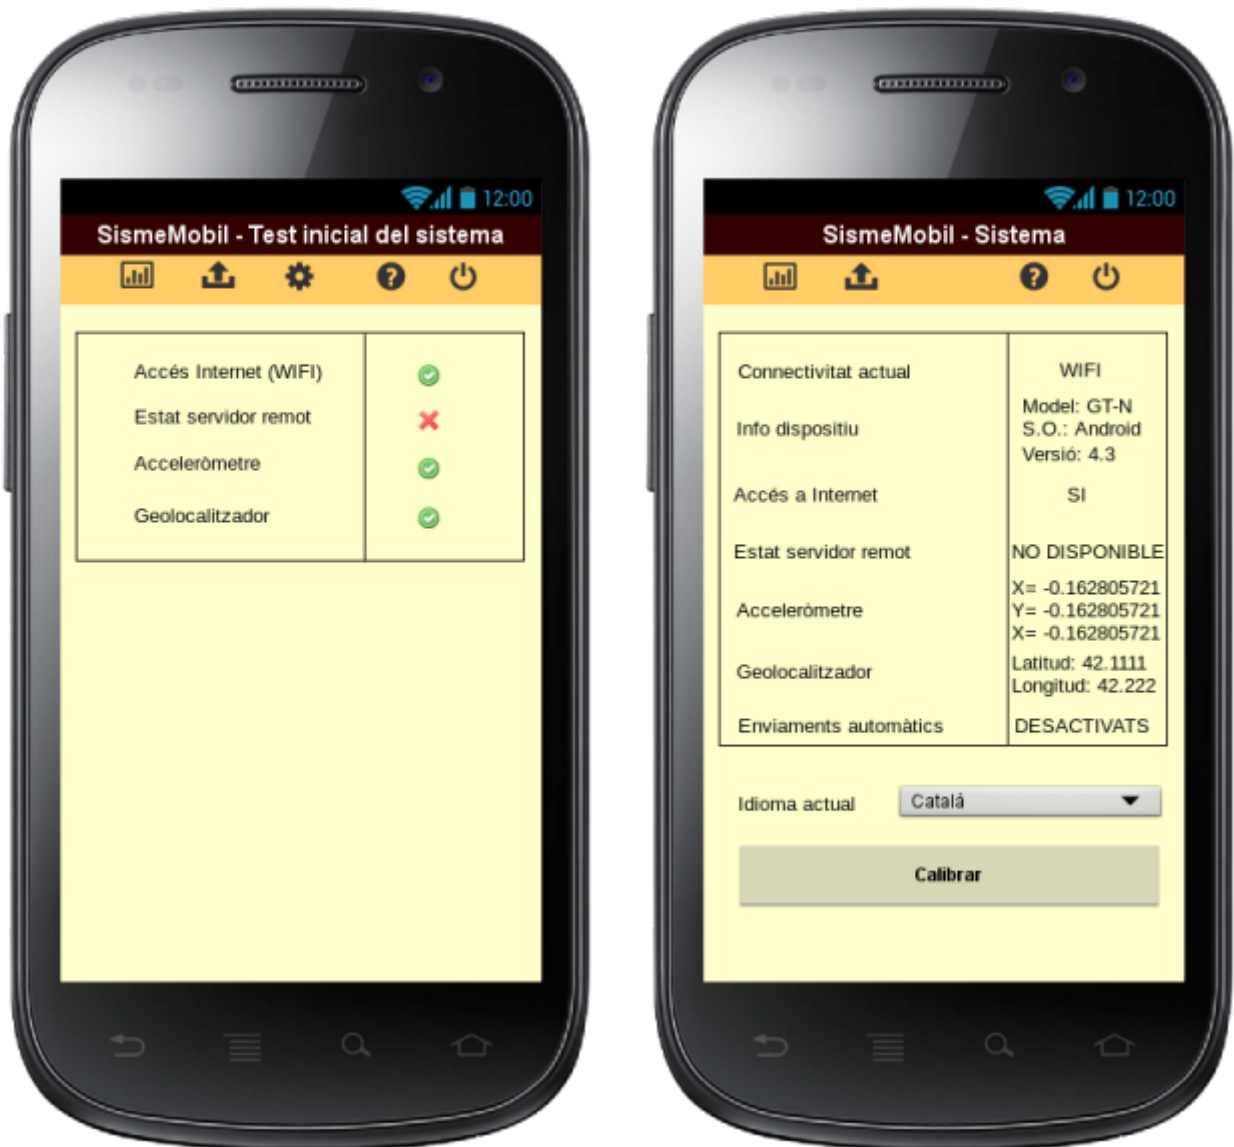 12:00
SismeMobil - Test inicial del sistema
Accés Internet (WIFI)
Estat servidor remot
Acceleròmetre
Geolocalitzador
12:00
SismeMobil - Sistema
Connectivitat actual
WIFI
Info dispositiu
Model: GT-N
S.O.: Android
Versió: 4.3
Accés a Internet
SI
Estat servidor remot
NO DISPONIBLE
Acceleròmetre
X= -0.162805721
Y= -0.162805721
X= -0.162805721
Geolocalitzador
Latitud: 42.1111
Longitud: 42.222
Enviaments automàtics
DESACTIVATS
Idioma actual
Català
Calibrar